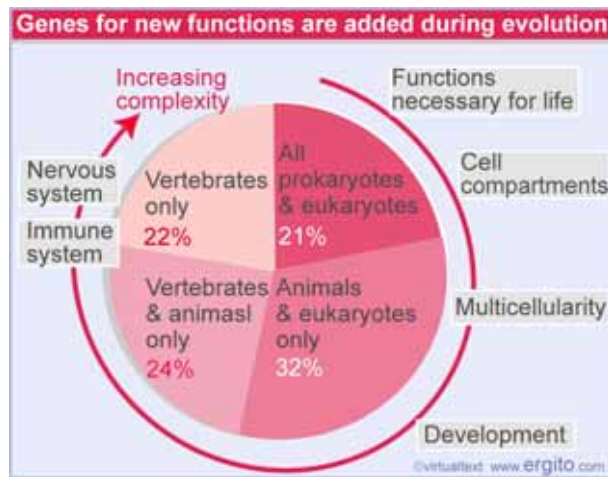 Genes for new functions are added during evolution
Increasing
complexity
Functions
necessary for life
Nervous
system
Immune
system
Cell
compartments
Multicellularity
Development
Vertebrates
only
22%
All
prokaryotes
& eukaryotes
21%
Vertebrates
& animasl
only
24%
Animals
& eukaryotes
only
32%
©virtualtext www.ergito.com